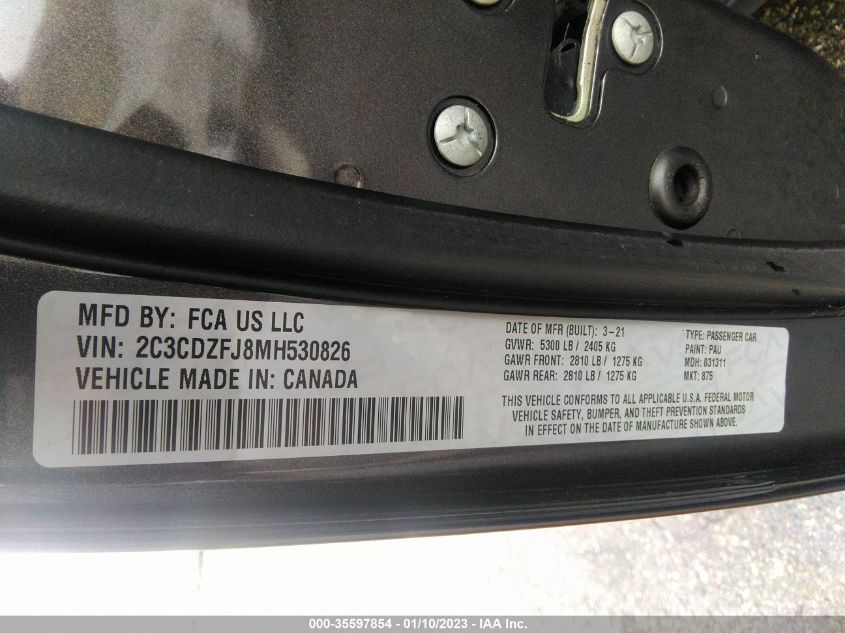 MFD BY: FCA US LLC
VIN: 2C3CDZFJ8MH530826
VEHICLE MADE IN: CANADA
DATE OF MFR (BUILT): 3-21
GVWR: 5300 LB / 2405 KG
GAWR FRONT: 2810 LB / 1275 KG
GAWR REAR: 2810 LB / 1275 KG
TYPE: PASSENGER CAR
PAINT: PAU
MDH: 031311
MKT: 875
THIS VEHICLE CONFORMS TO ALL APPLICABLE U.S.A. FEDERAL MOTOR
VEHICLE SAFETY, BUMPER, AND THEFT PREVENTION STANDARDS
IN EFFECT ON THE DATE OF MANUFACTURE SHOWN ABOVE.
000-35597854 - 01/10/2023 - IAA Inc.